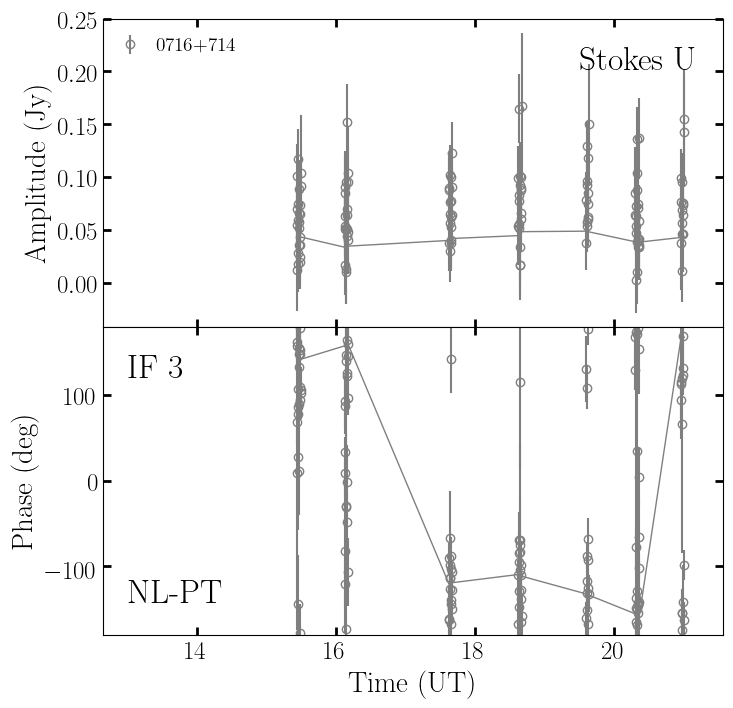 0.25
0716+714
Stokes U
0.20
0.15
0.10
0.05
0.00
Amplitude (Jy)
IF 3
100
0
−100
Phase (deg)
NL-PT
14
16
18
20
Time (UT)